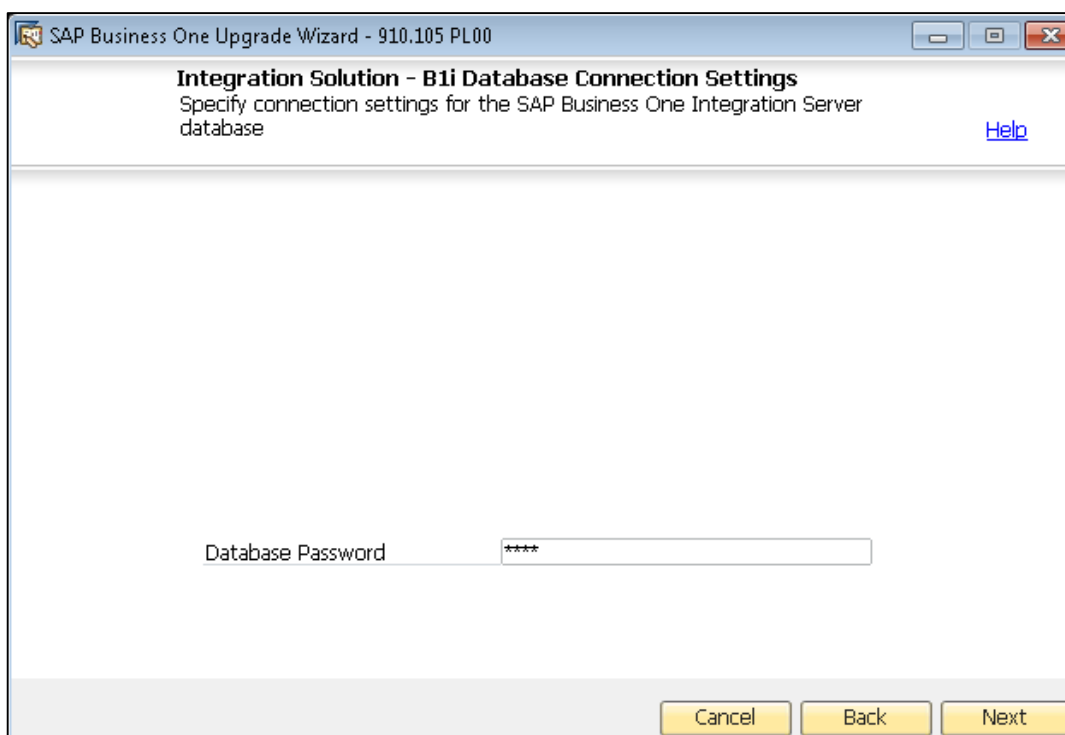 SAP Business One Upgrade Wizard - 910.105 PL00
Integration Solution - B1i Database Connection Settings
Specify connection settings for the SAP Business One Integration Server
database
Help
Database Password
****
Cancel
Back
Next